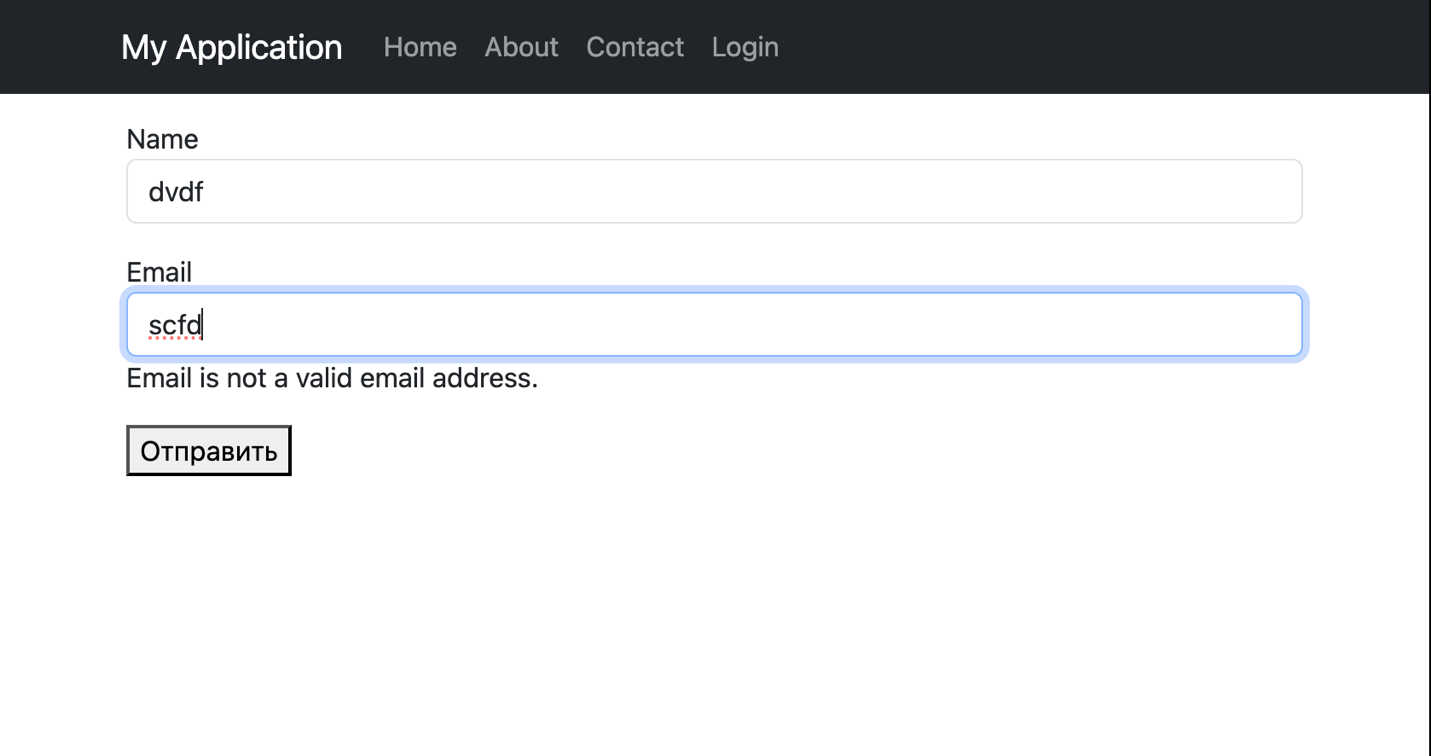 My Application Home About Contact Login
Name
dvdf
Email
scfd
Email is not a valid email address.
Отправить